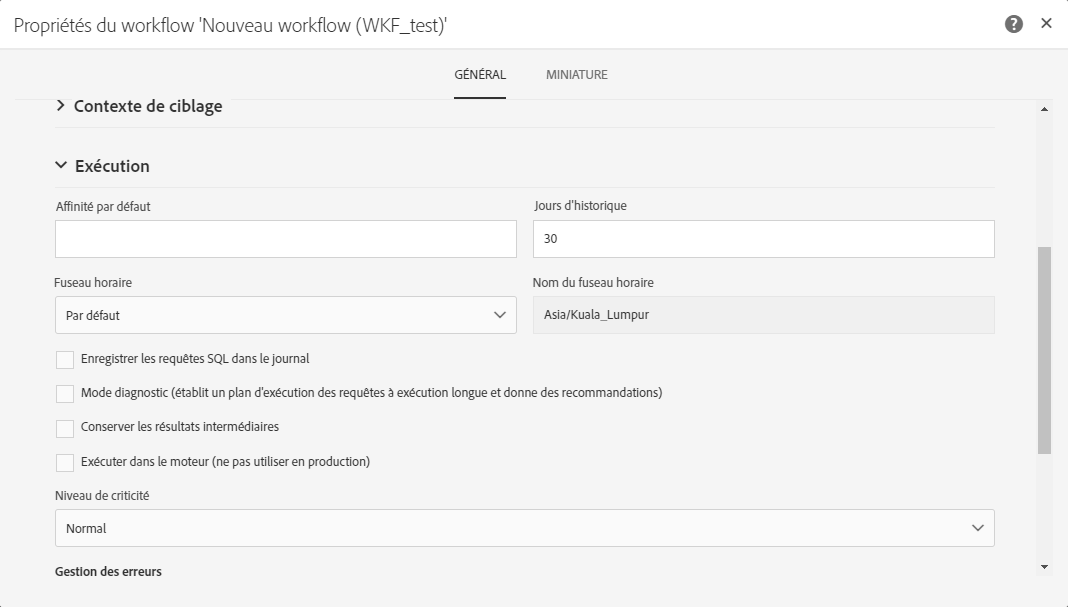 Propriétés du workflow 'Nouveau workflow (WKF_test)'
GÉNÉRAL
MINIATURE
Contexte de ciblage
Exécution
Affinité par défaut
Jours d'historique
30
Fuseau horaire
Nom du fuseau horaire
Par défaut
Asia/Kuala_Lumpur
Enregistrer les requêtes SQL dans le journal
Mode diagnostic (établit un plan d'exécution des requêtes à exécution longue et donne des recommandations)
Conserver les résultats intermédiaires
Exécuter dans le moteur (ne pas utiliser en production)
Niveau de criticité
Normal
Gestion des erreurs